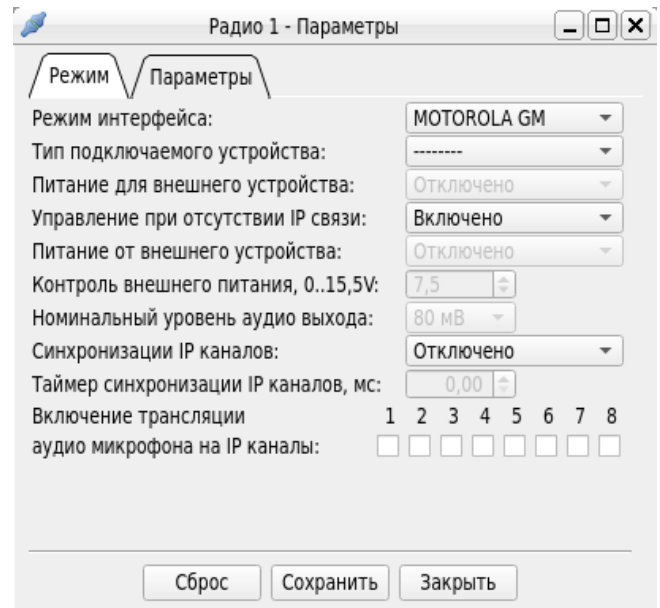 Радио 1 - Параметры
Режим Параметры
Режим интерфейса: MOTOROLA GM
Тип подключаемого устройства: --------
Питание для внешнего устройства: Отключено
Управление при отсутствии IP связи: Включено
Питание от внешнего устройства: Отключено
Контроль внешнего питания, 0..15,5V: 7,5
Номинальный уровень аудио выхода: 80 мВ
Синхронизации IP каналов: Отключено
Таймер синхронизации IP каналов, мс: 0,00
Включение трансляции 1 2 3 4 5 6 7 8
аудио микрофона на IP каналы:
Сброс Сохранить Закрыть